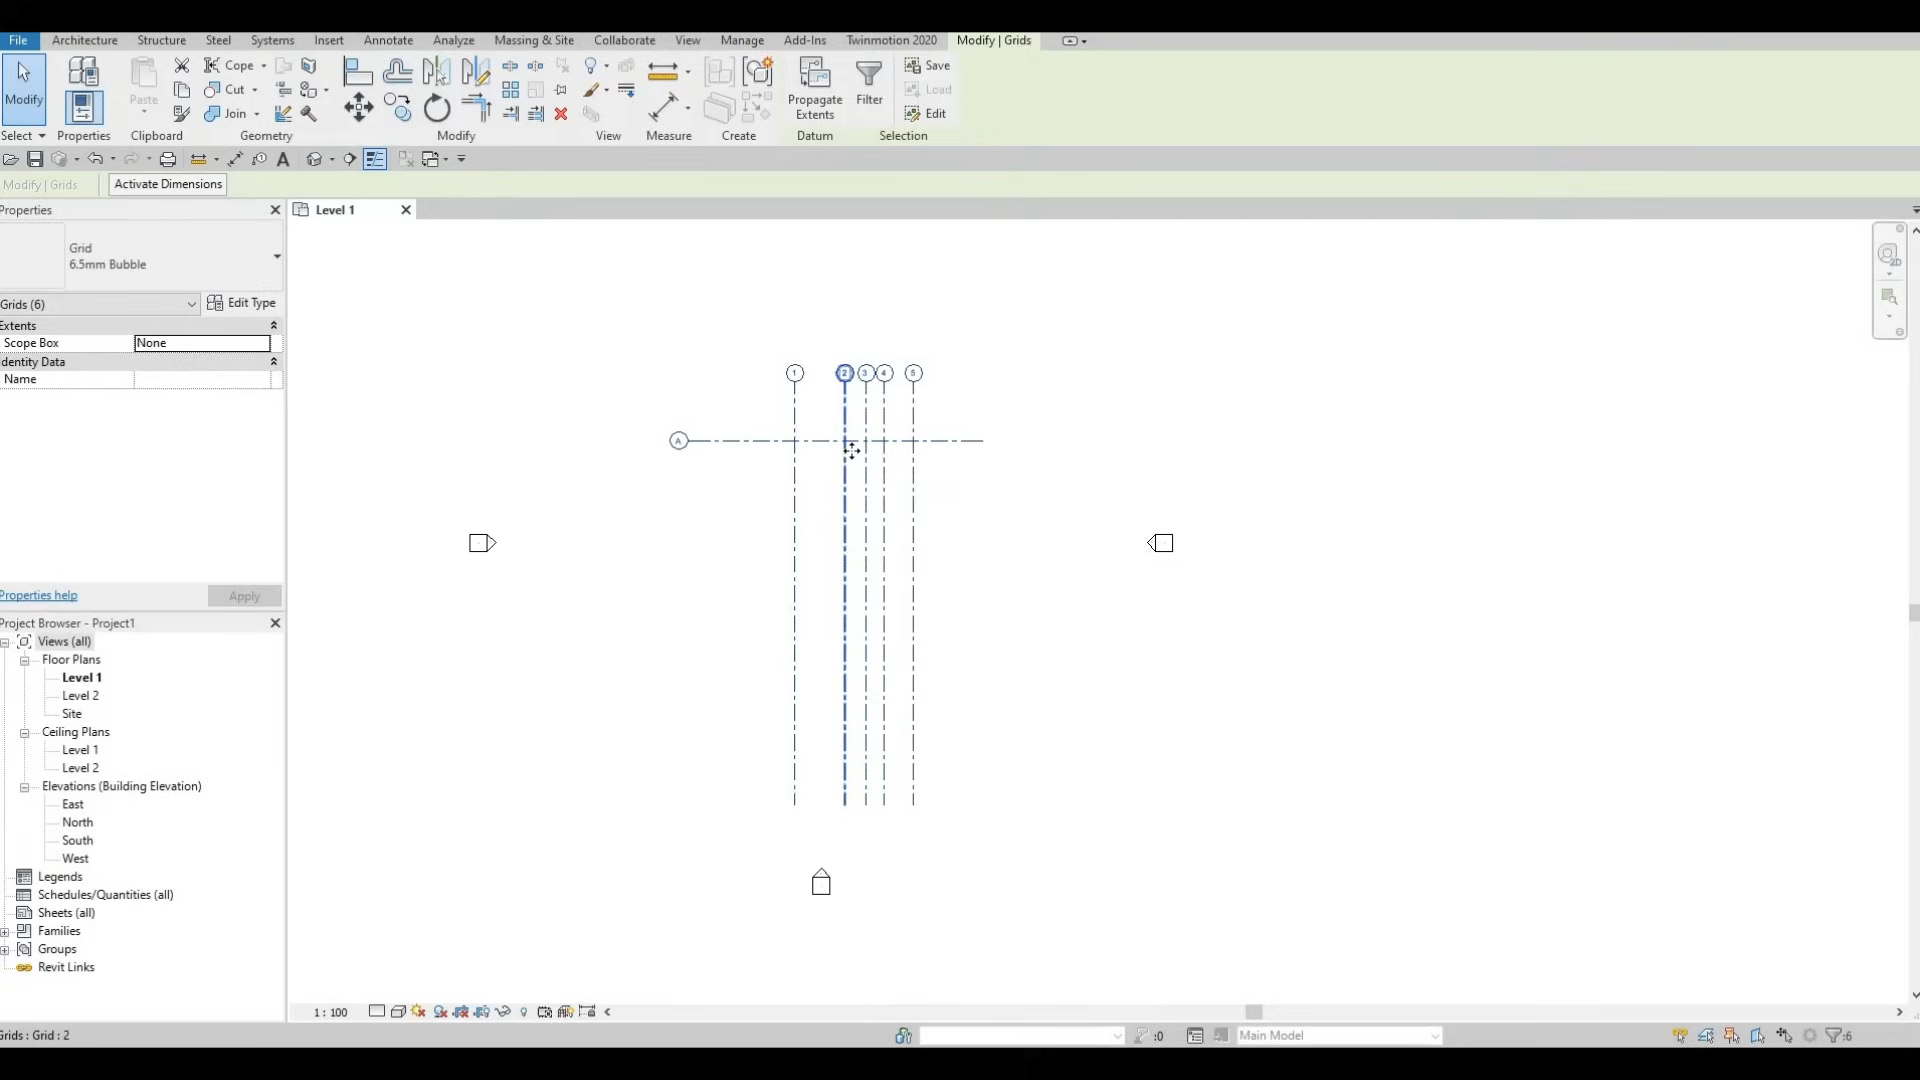 File Architecture Structure Steel Systems Insert Annotate Analyze Massing & Site Collaborate View Manage Add-Ins Twinmotion 2020 Modify | Grids
Modify
Select
Properties
Paste
Clipboard
Cope
Cut
Join
Geometry
Modify
View
Measure
Create
Propagate
Extents
Datum
Filter
Save
Load
Edit
Selection
A
Modify | Grids Activate Dimensions
Properties
Grid
6.5mm Bubble
Grids (6) Edit Type
Extents
Scope Box None
Identity Data
Name
Properties help Apply
Project Browser - Project1
Views (all)
Floor Plans
Level 1
Level 2
Site
Ceiling Plans
Level 1
Level 2
Elevations (Building Elevation)
East
North
South
West
Legends
Schedules/Quantities (all)
Sheets (all)
Families
Groups
Revit Links
Level 1
2D
1 2 3 4 5
A
1 : 100
Grids : Grid : 2 :0 Main Model :6